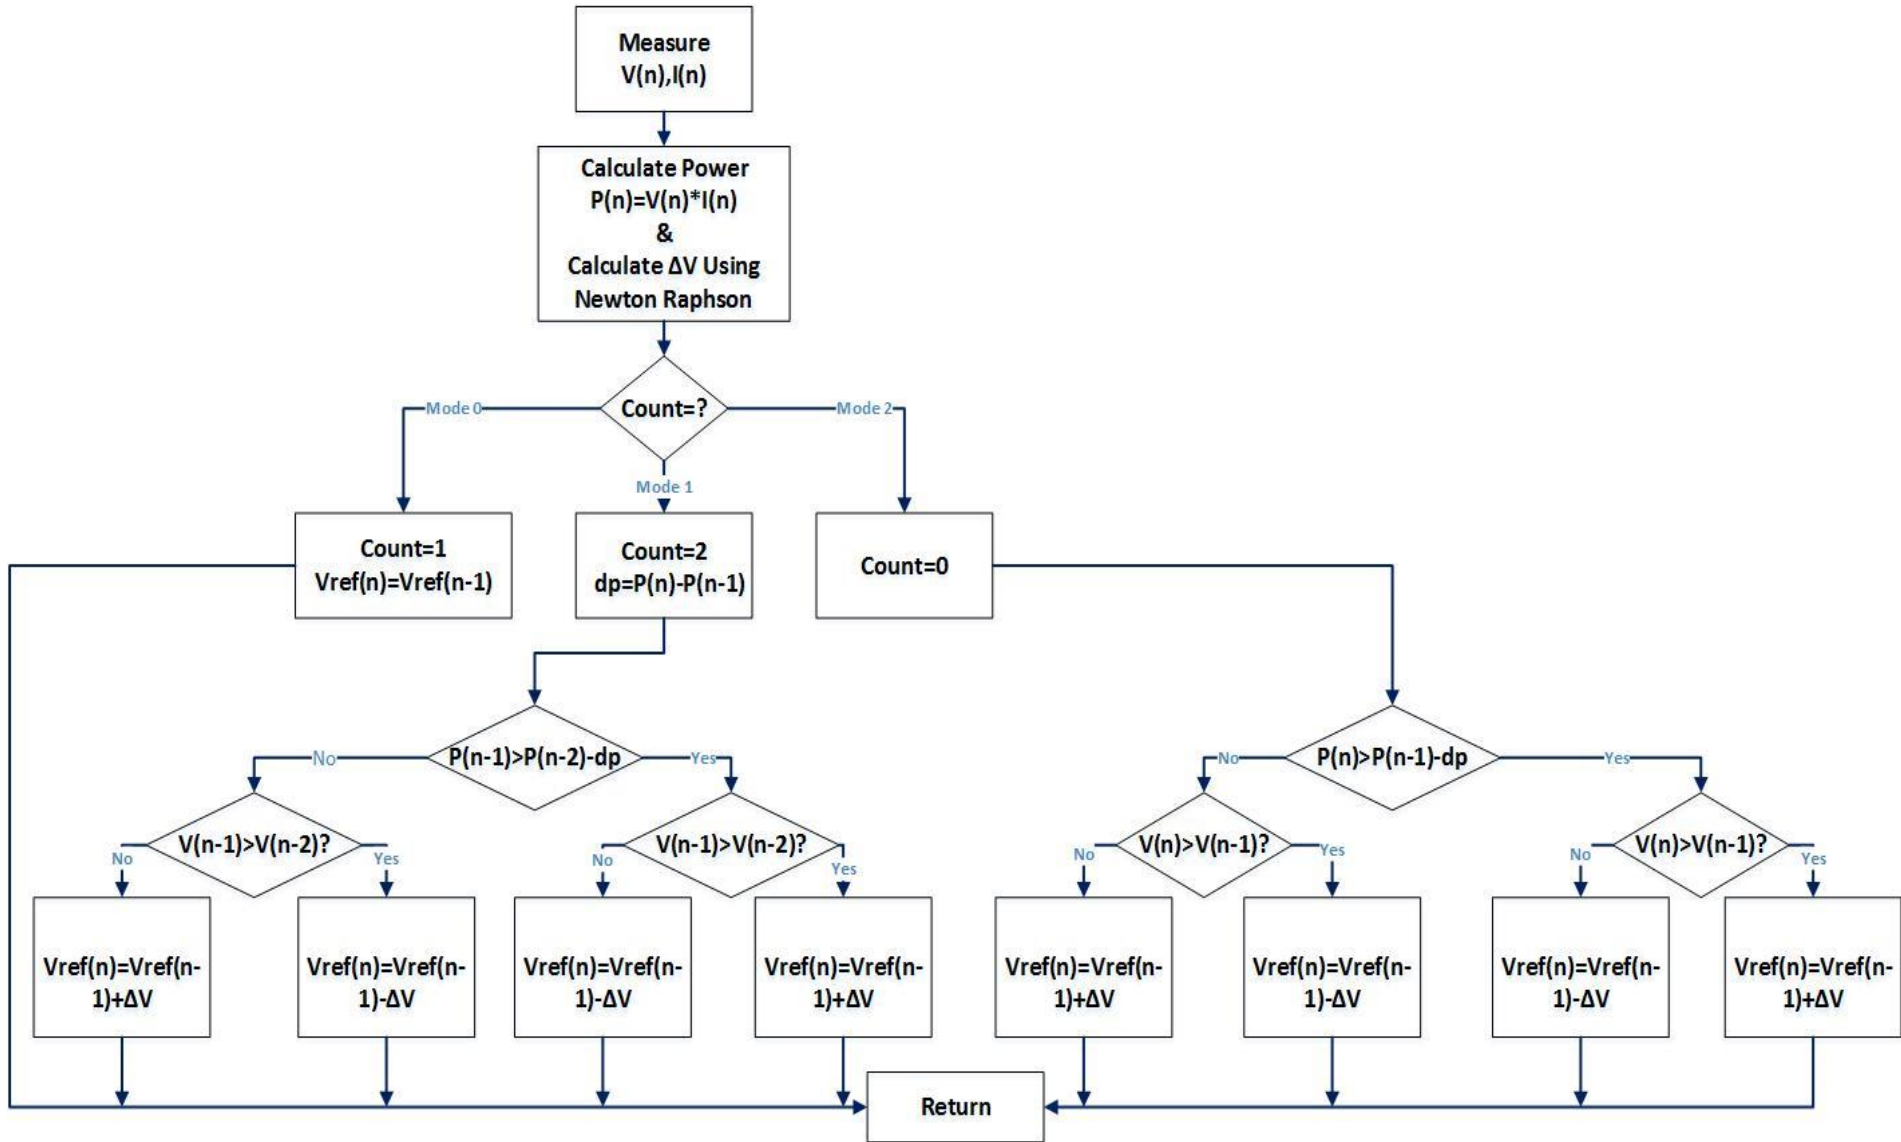 Measure
V(n),I(n)
Calculate Power
P(n)=V(n)*I(n)
&
Calculate ΔV Using
Newton Raphson
Mode 0
Count=?
Mode 2
Mode 1
Count=1
Vref(n)=Vref(n-1)
Count=2
dp=P(n)-P(n-1)
Count=0
No
P(n-1)>P(n-2)-dp
Yes
No
P(n)>P(n-1)-dp
Yes
No
V(n-1)>V(n-2)?
Yes
No
V(n-1)>V(n-2)?
Yes
No
V(n)>V(n-1)?
Yes
No
V(n)>V(n-1)?
Yes
Vref(n)=Vref(n-
1)+ΔV
Vref(n)=Vref(n-
1)-ΔV
Vref(n)=Vref(n-
1)-ΔV
Vref(n)=Vref(n-
1)+ΔV
Vref(n)=Vref(n-
1)+ΔV
Vref(n)=Vref(n-
1)-ΔV
Vref(n)=Vref(n-
1)-ΔV
Vref(n)=Vref(n-
1)+ΔV
Return